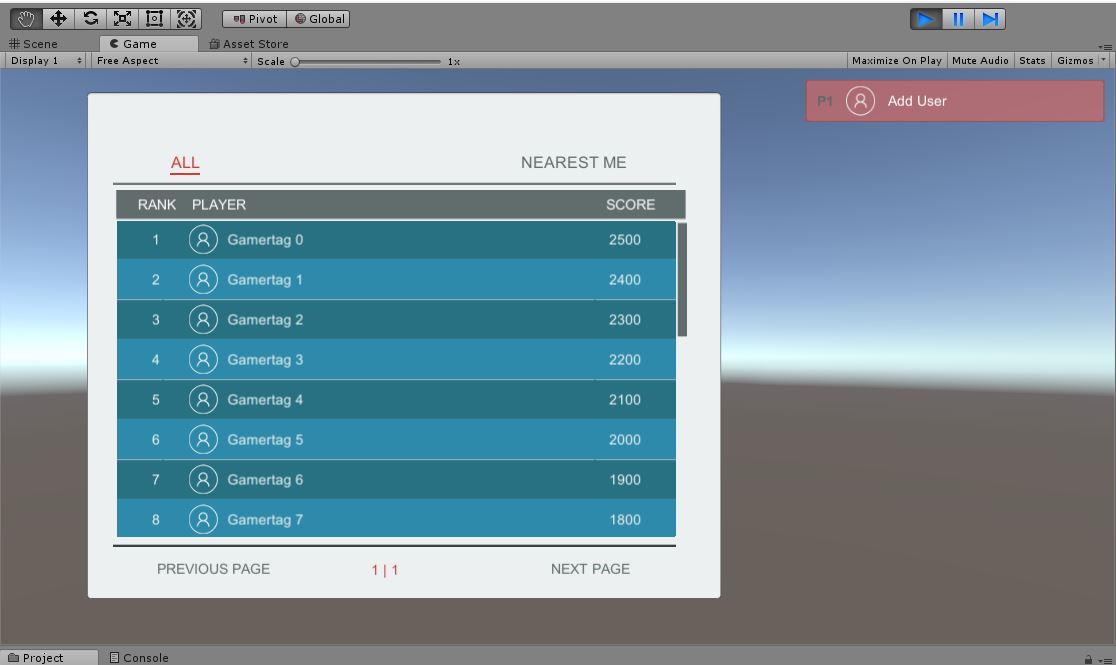 Pivot Global
Scene Game Asset Store
Display 1 Free Aspect Scale 1x Maximize On Play Mute Audio Stats Gizmos
P1 Add User
ALL NEAREST ME
RANK PLAYER SCORE
1 Gamertag 0 2500
2 Gamertag 1 2400
3 Gamertag 2 2300
4 Gamertag 3 2200
5 Gamertag 4 2100
6 Gamertag 5 2000
7 Gamertag 6 1900
8 Gamertag 7 1800
PREVIOUS PAGE 1 | 1 NEXT PAGE
Project Console